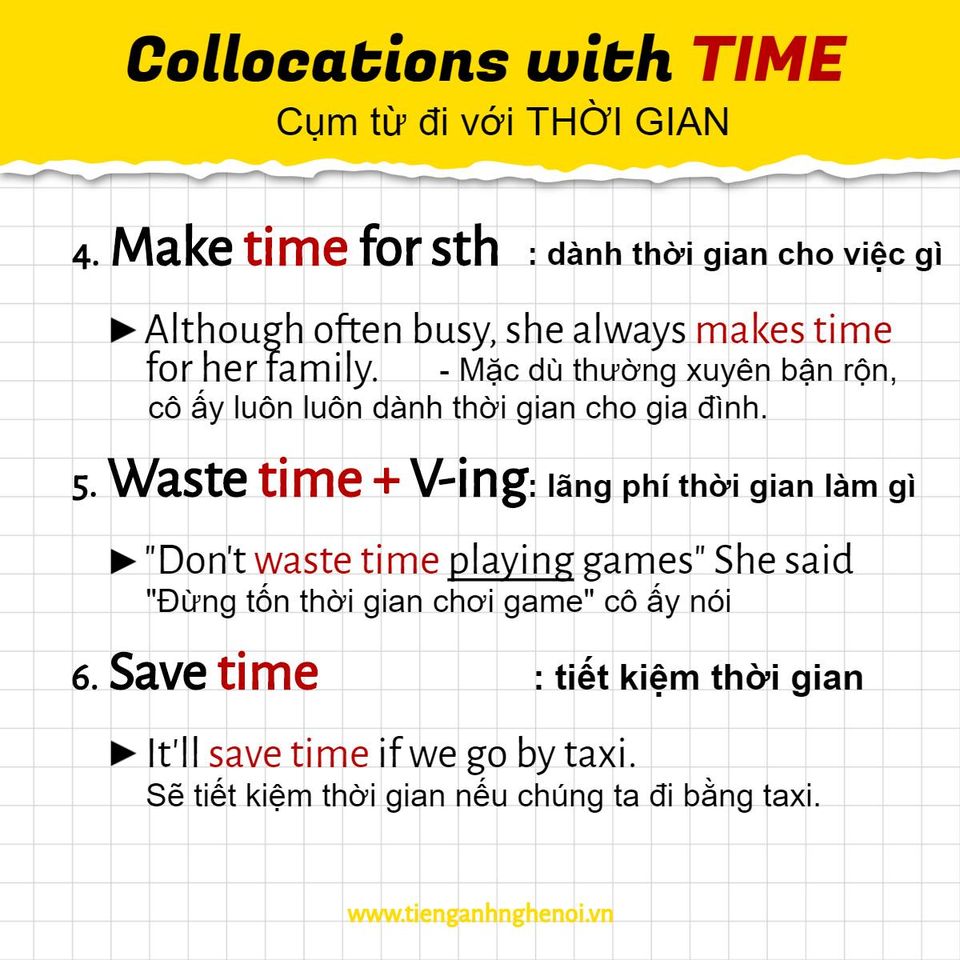 Collocations with TIME
Cụm từ đi với THỜI GIAN
4. Make time for sth : dành thời gian cho việc gì
►Although often busy, she always makes time
for her family. - Mặc dù thường xuyên bận rộn,
cô ấy luôn luôn dành thời gian cho gia đình.
5. Waste time + V-ing: lãng phí thời gian làm gì
►"Don't waste time playing games" She said
"Đừng tốn thời gian chơi game" cô ấy nói
6. Save time : tiết kiệm thời gian
►It'll save time if we go by taxi.
Sẽ tiết kiệm thời gian nếu chúng ta đi bằng taxi.
www.tienganhnghenoi.vn